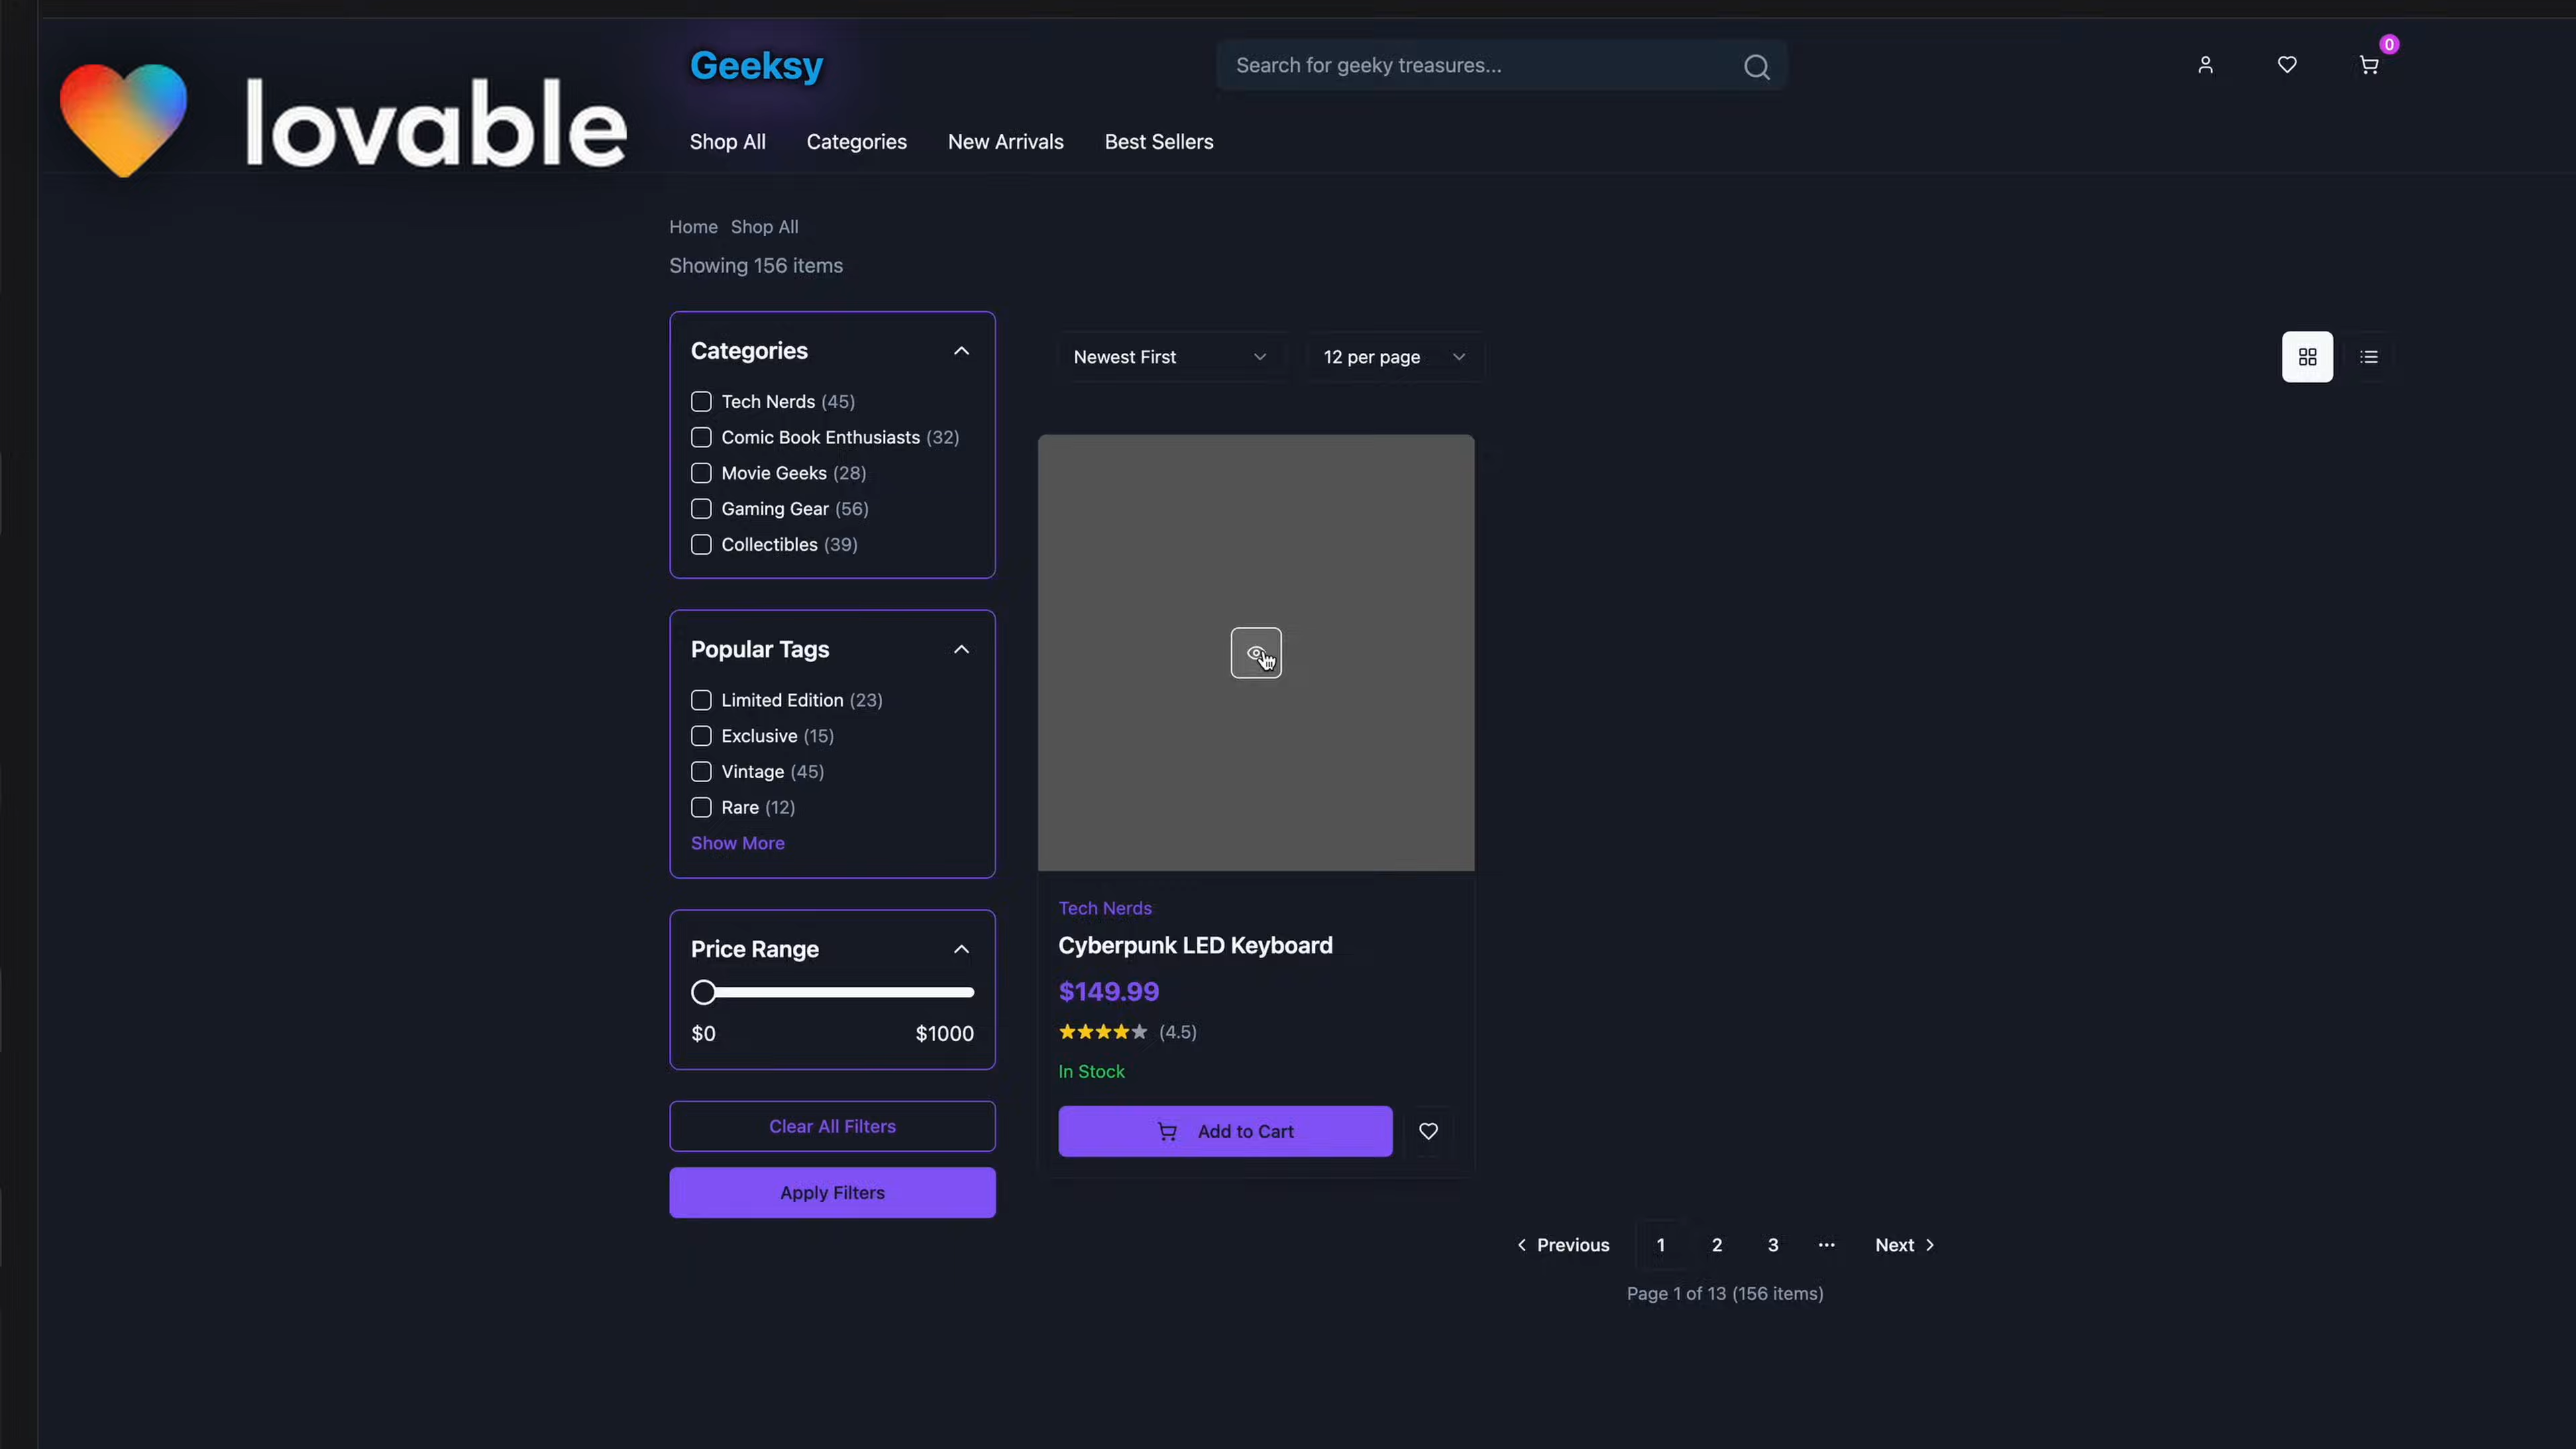 lovable
Geeksy
Search for geeky treasures...
0
Shop All Categories New Arrivals Best Sellers
Home Shop All
Showing 156 items
Categories
Tech Nerds (45)
Comic Book Enthusiasts (32)
Movie Geeks (28)
Gaming Gear (56)
Collectibles (39)
Popular Tags
Limited Edition (23)
Exclusive (15)
Vintage (45)
Rare (12)
Show More
Price Range
$0 $1000
Clear All Filters
Apply Filters
Newest First 12 per page
Tech Nerds
Cyberpunk LED Keyboard
$149.99
(4.5)
In Stock
Add to Cart
Previous 1 2 3 ... Next
Page 1 of 13 (156 items)